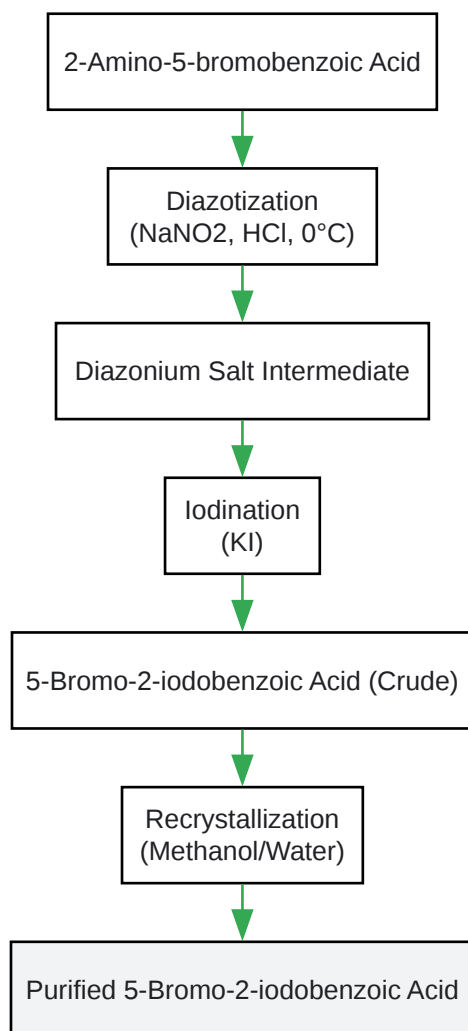 2-Amino-5-bromobenzoic Acid
Diazotization
(NaNO2, HCl, 0°C)
Diazonium Salt Intermediate
Iodination
(KI)
5-Bromo-2-iodobenzoic Acid (Crude)
Recrystallization
(Methanol/Water)
Purified 5-Bromo-2-iodobenzoic Acid